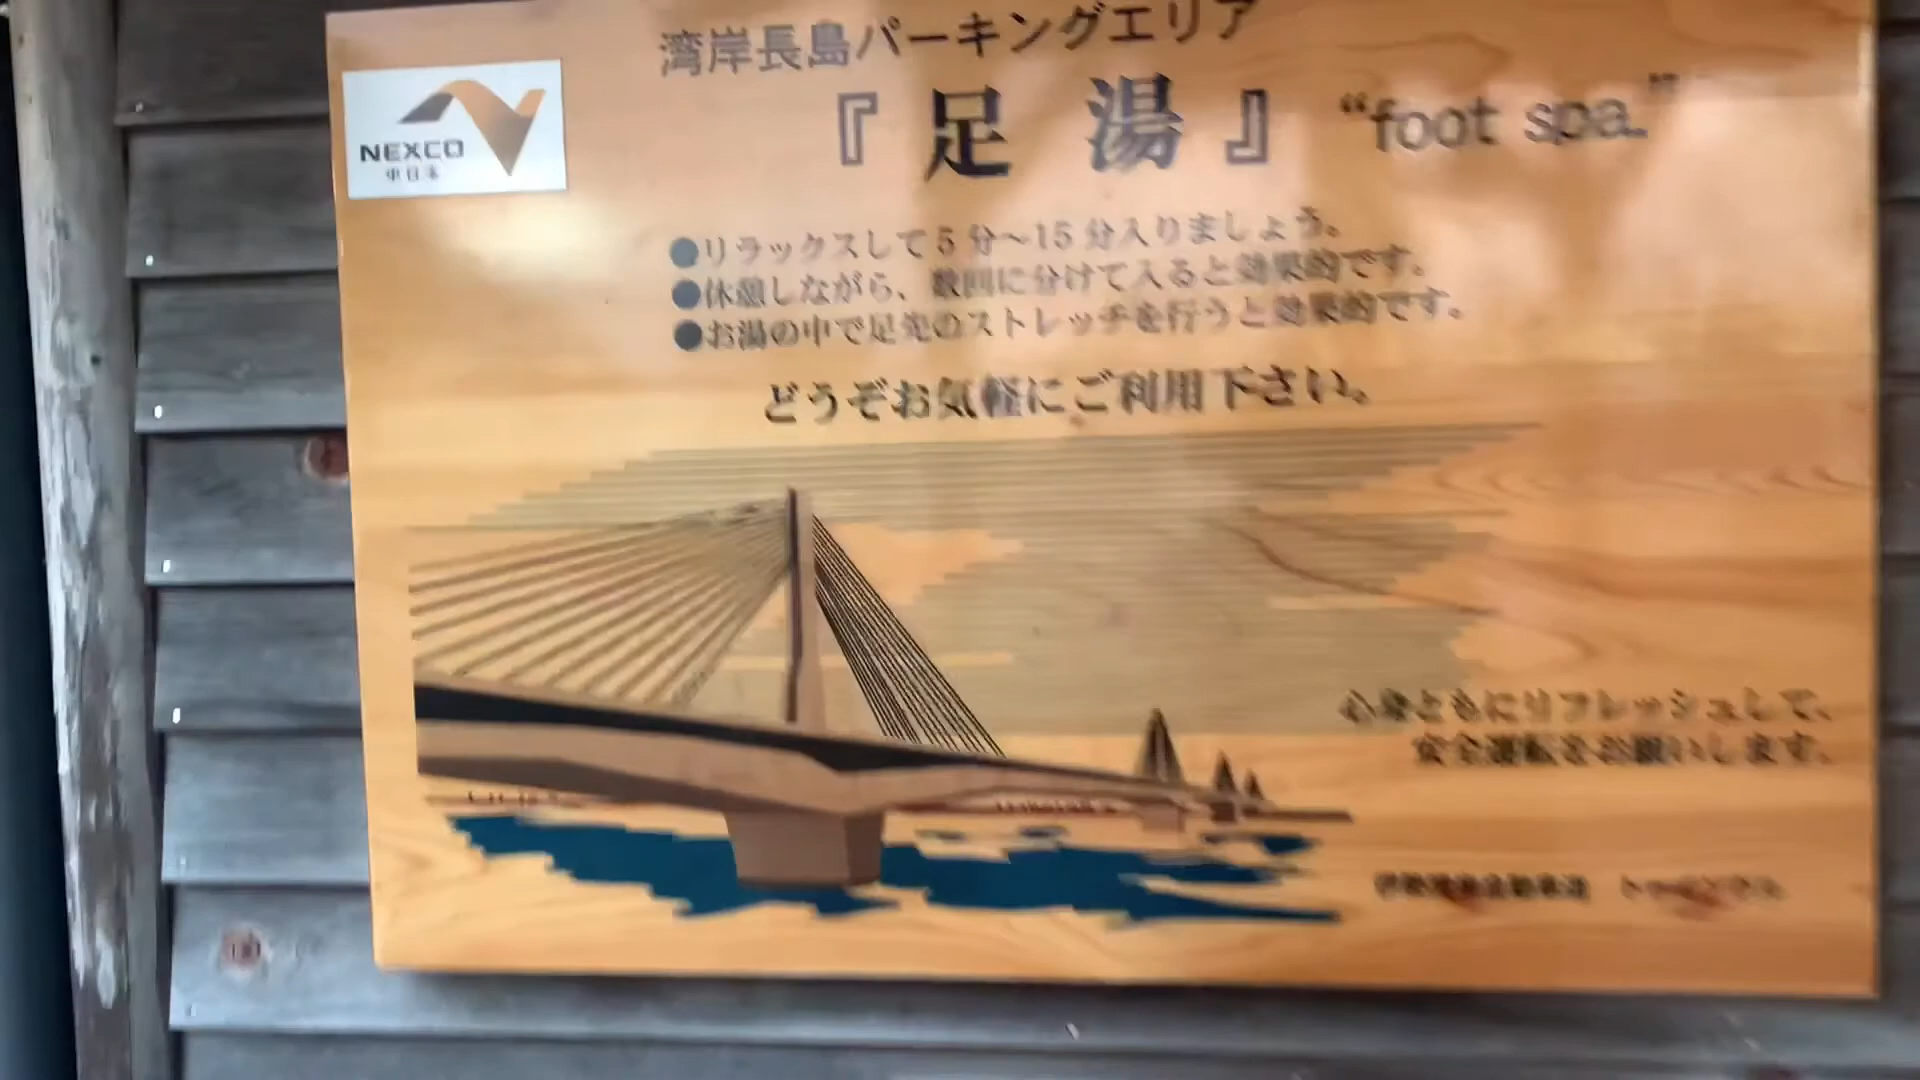 湾岸長島パーキングエリア
『足湯』 “foot spa.”
NEXCO
●リラックスして5分～15分入りましょう。
●休憩しながら、数回に分けて入ると効果的です。
●お湯の中で足先のストレッチを行うと効果的です。
どうぞお気軽にご利用下さい。
心身ともにリフレッシュして、
安全運転をお願いします。